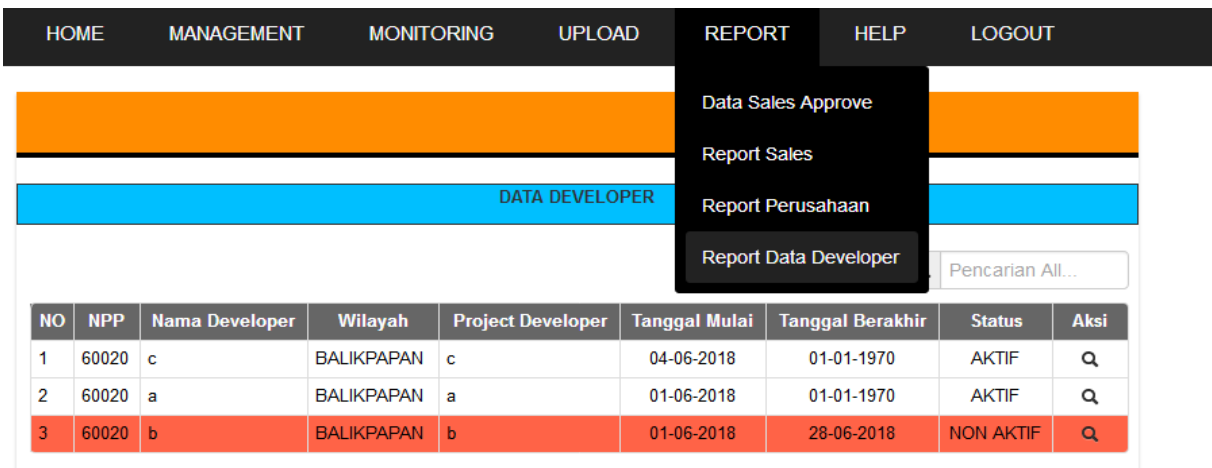 HOME MANAGEMENT MONITORING UPLOAD REPORT HELP LOGOUT
Data Sales Approve
Report Sales
Report Perusahaan
Report Data Developer
DATA DEVELOPER
Pencarian All...
NO NPP Nama Developer Wilayah Project Developer Tanggal Mulai Tanggal Berakhir Status Aksi
1 60020 c BALIKPAPAN c 04-06-2018 01-01-1970 AKTIF
2 60020 a BALIKPAPAN a 01-06-2018 01-01-1970 AKTIF
3 60020 b BALIKPAPAN b 01-06-2018 28-06-2018 NON AKTIF